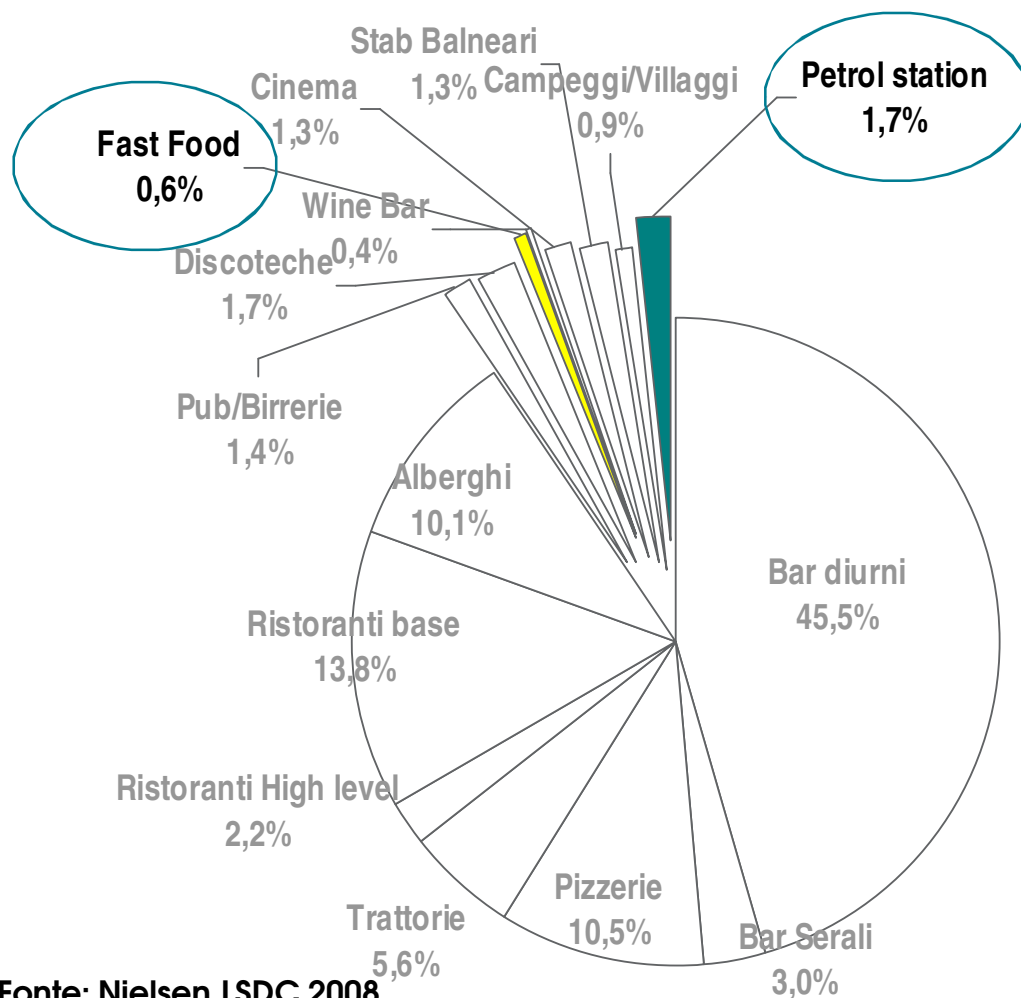 Stab Balneari
1,3%
Campeggi/Villaggi
0,9%
Petrol station
1,7%
Cinema
1,3%
Fast Food
0,6%
Wine Bar
0,4%
Discoteche
1,7%
Pub/Birrerie
1,4%
Alberghi
10,1%
Bar diurni
45,5%
Ristoranti base
13,8%
Ristoranti High level
2,2%
Pizzerie
10,5%
Trattorie
5,6%
Bar Serali
3,0%
Fonte: Nielsen LSDC 2008